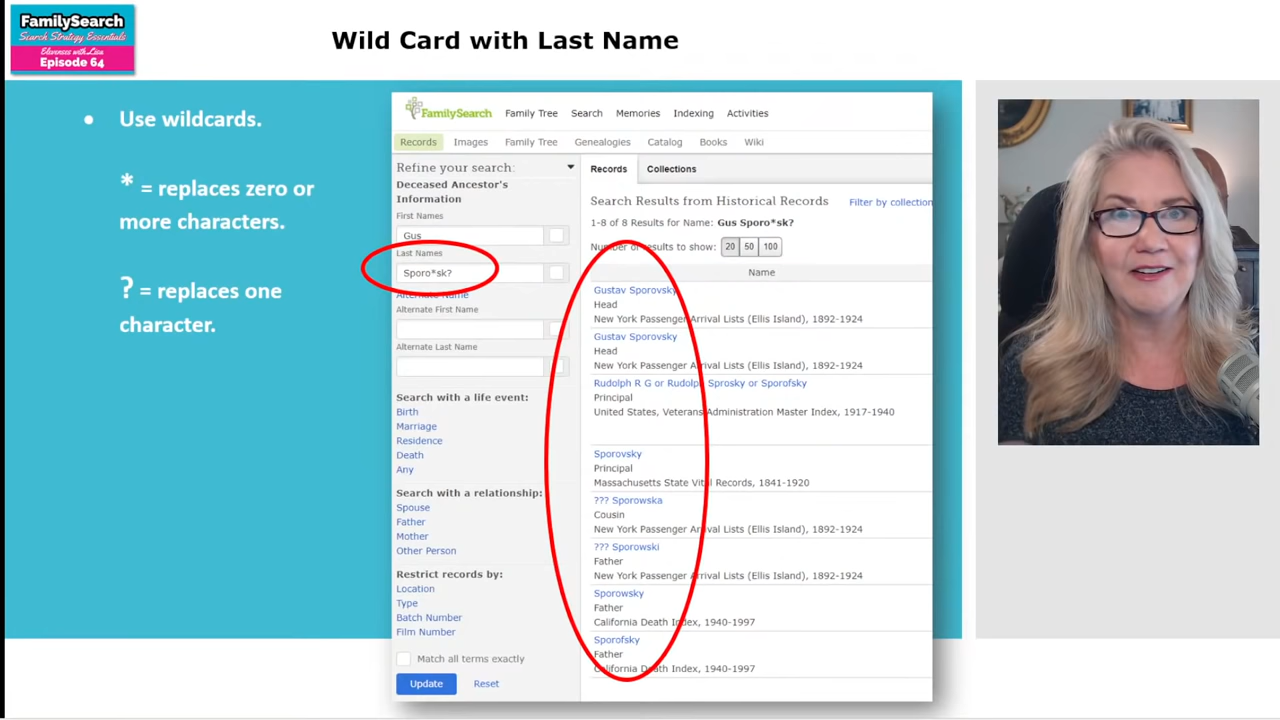 FamilySearch
Search Strategy Essentials
Elevenses with Lisa
Episode 64
Wild Card with Last Name
• Use wildcards.
* = replaces zero or
more characters.
? = replaces one
character.
FamilySearch Family Tree Search Memories Indexing Activities
Records Images Family Tree Genealogies Catalog Books Wiki
Refine your search:
Deceased Ancestor's
Information
First Names
Gus
Last Names
Sporo*sk?
Alternate Name
Alternate First Name
Alternate Last Name
Search with a life event:
Birth
Marriage
Residence
Death
Any
Search with a relationship:
Spouse
Father
Mother
Other Person
Restrict records by:
Location
Type
Batch Number
Film Number
Match all terms exactly
Update Reset
Records Collections
Search Results from Historical Records Filter by collection
1-8 of 8 Results for Name: Gus Sporo*sk?
Number of results to show: 20 50 100
Name
Gustav Sporovsky
Head
New York Passenger Arrival Lists (Ellis Island), 1892-1924
Gustav Sporovsky
Head
New York Passenger Arrival Lists (Ellis Island), 1892-1924
Rudolph R G or Rudolph Sprosky or Sporofsky
Principal
United States, Veterans Administration Master Index, 1917-1940
Sporovsky
Principal
Massachusetts State Vital Records, 1841-1920
??? Sporowska
Cousin
New York Passenger Arrival Lists (Ellis Island), 1892-1924
??? Sporowski
Father
New York Passenger Arrival Lists (Ellis Island), 1892-1924
Sporowsky
Father
California Death Index, 1940-1997
Sporofsky
Father
California Death Index, 1940-1997